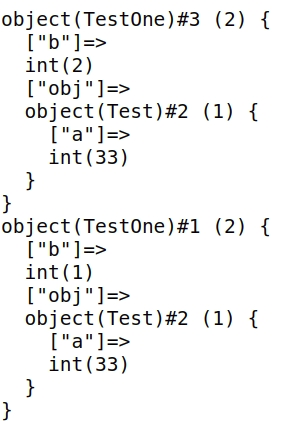 object(TestOne)#3 (2) {
  ["b"]=>
  int(2)
  ["obj"]=>
  object(Test)#2 (1) {
    ["a"]=>
    int(33)
  }
}
object(TestOne)#1 (2) {
  ["b"]=>
  int(1)
  ["obj"]=>
  object(Test)#2 (1) {
    ["a"]=>
    int(33)
  }
}